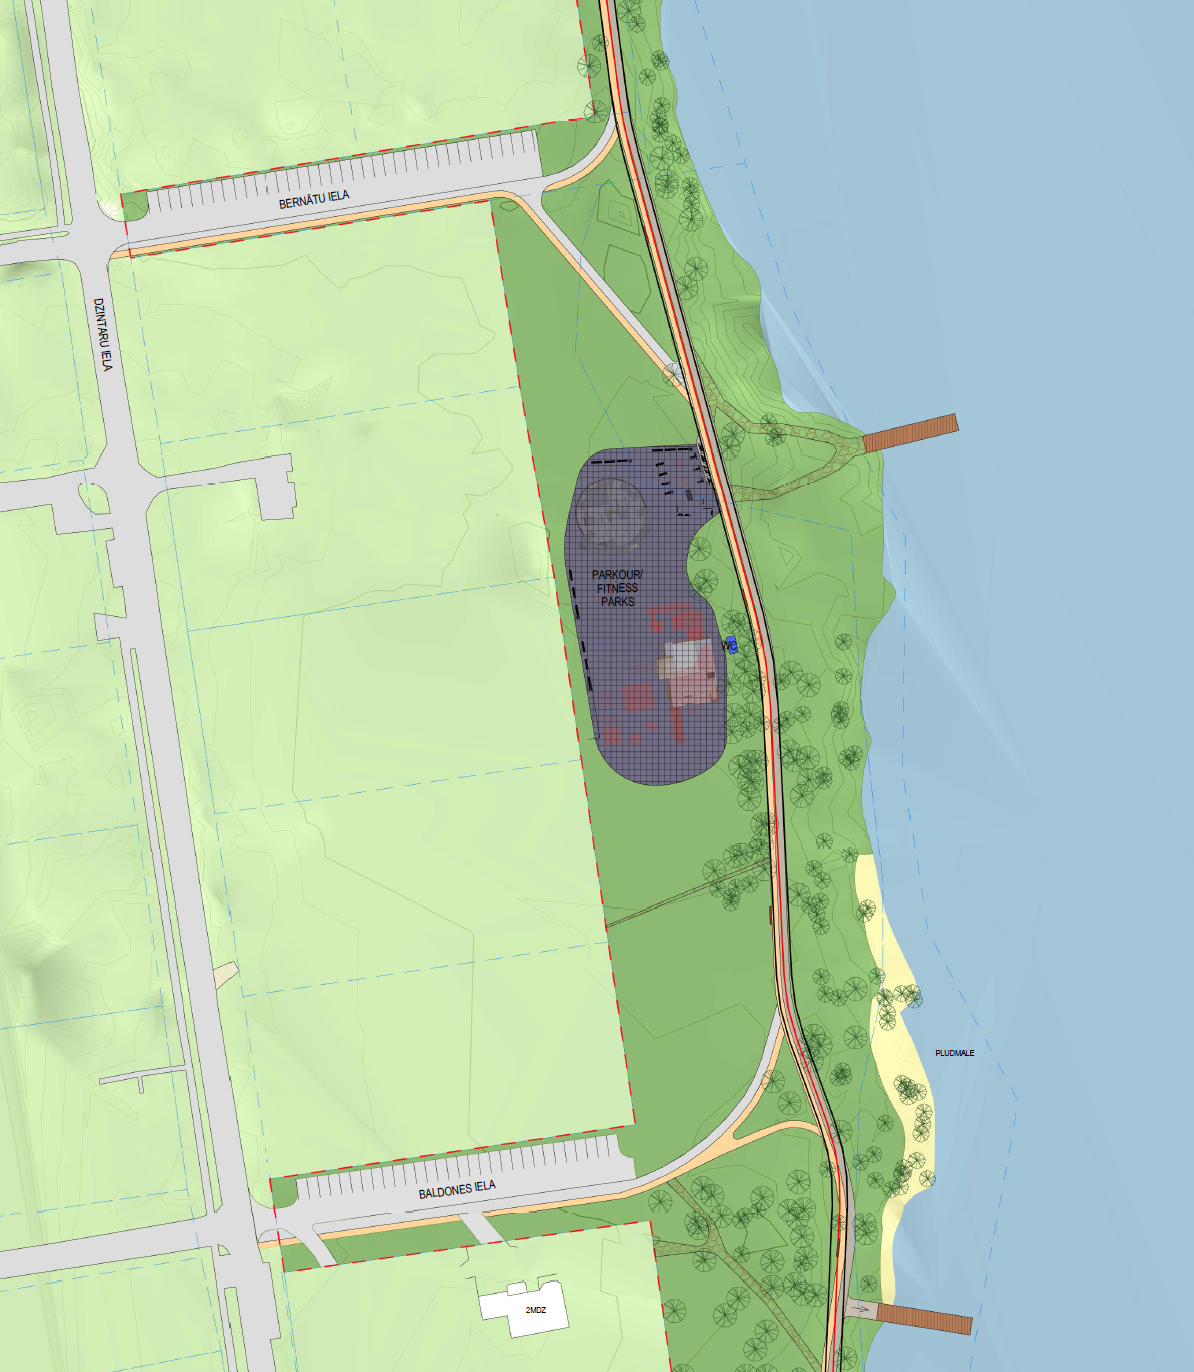 BERNĀTU IELA
DZINTARU IELA
PARKOUR/
FITNESS
PARKS
WC
PLUDMALE
BALDONES IELA
2MDZ